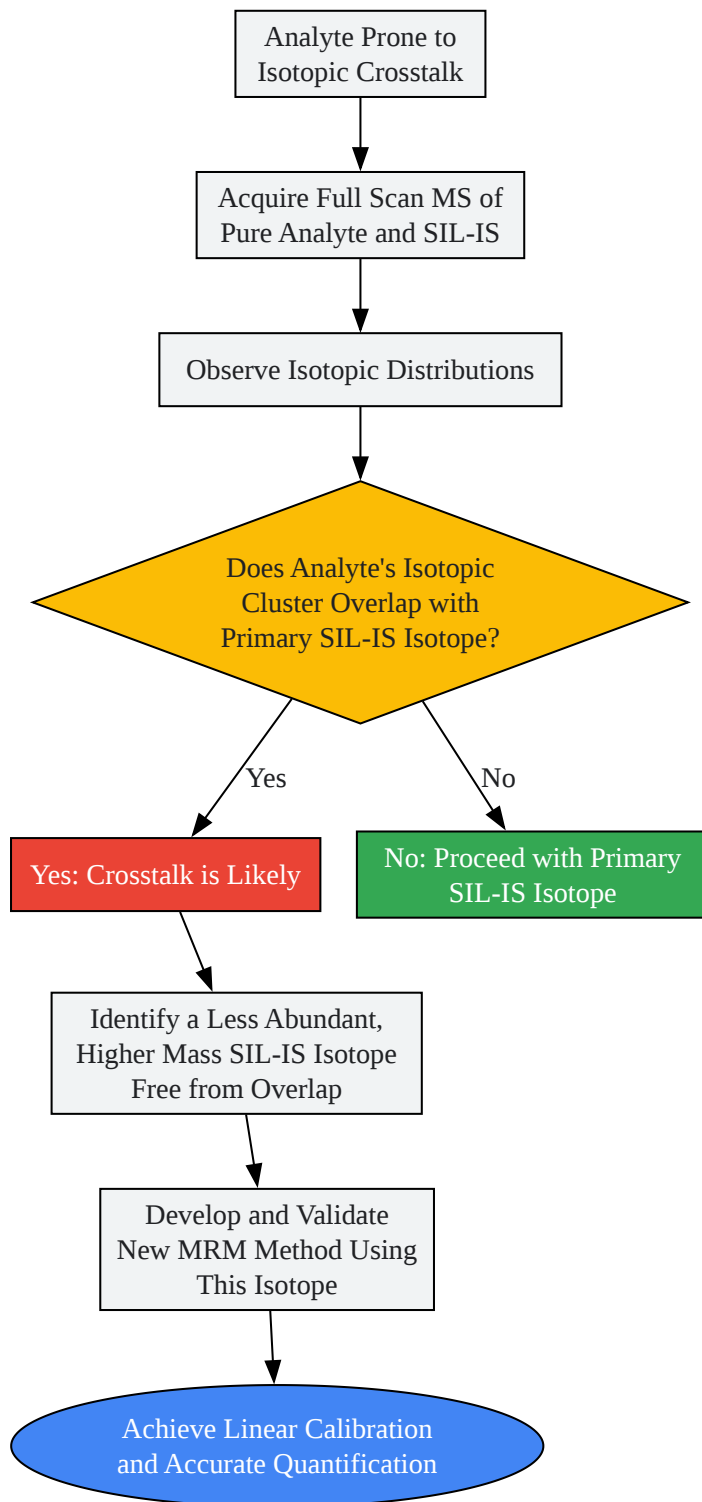 Analyte Prone to
Isotopic Crosstalk
Acquire Full Scan MS of
Pure Analyte and SIL-IS
Observe Isotopic Distributions
Does Analyte's Isotopic
Cluster Overlap with
Primary SIL-IS Isotope?
Yes
No
Yes: Crosstalk is Likely
No: Proceed with Primary
SIL-IS Isotope
Identify a Less Abundant,
Higher Mass SIL-IS Isotope
Free from Overlap
Develop and Validate
New MRM Method Using
This Isotope
Achieve Linear Calibration
and Accurate Quantification